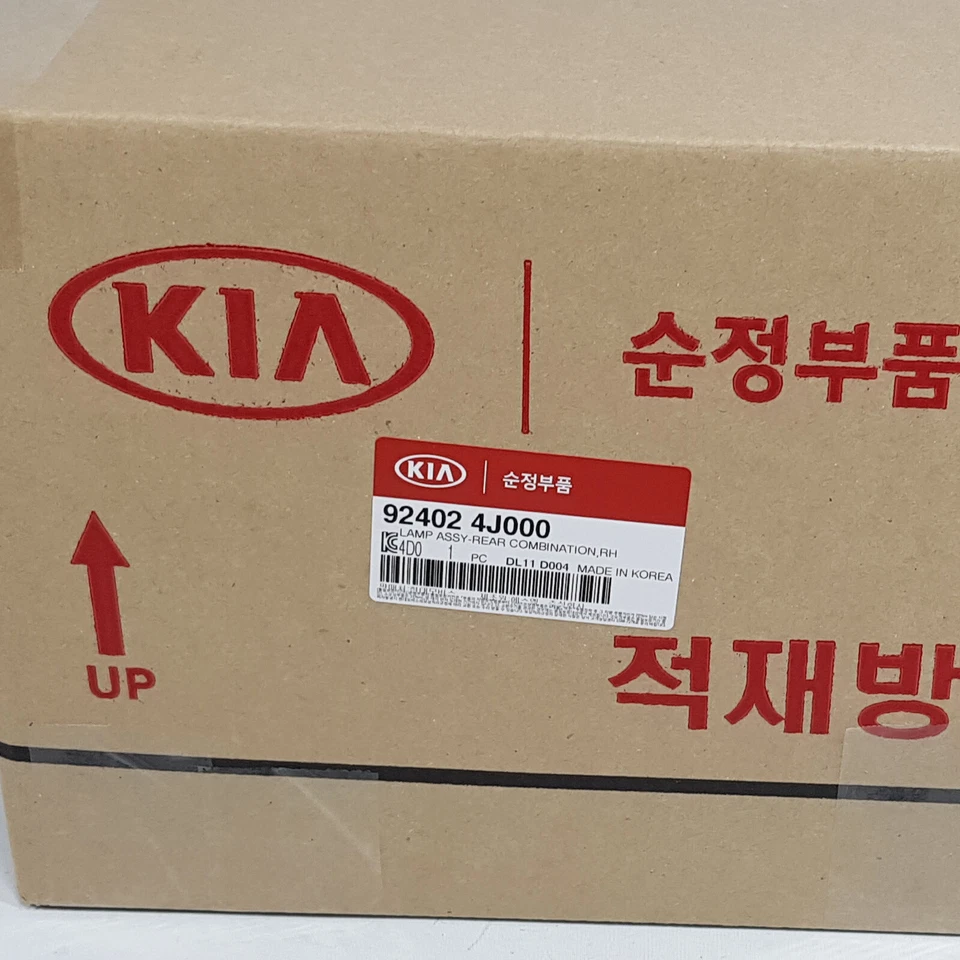 KIA 순정부품
KIA 순정부품
92402 4J000
LAMP ASSY-REAR COMBINATION,RH
4D0 1 PC DL11 D004 MADE IN KOREA
UP
적재방